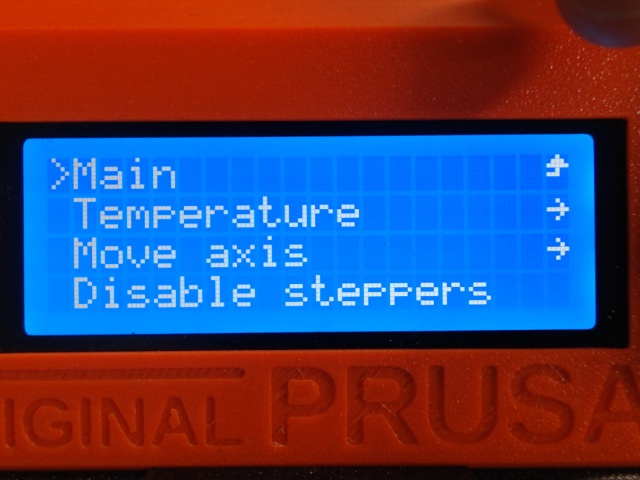 >Main
Temperature →
Move axis →
Disable steppers
IGINAL PRUSA